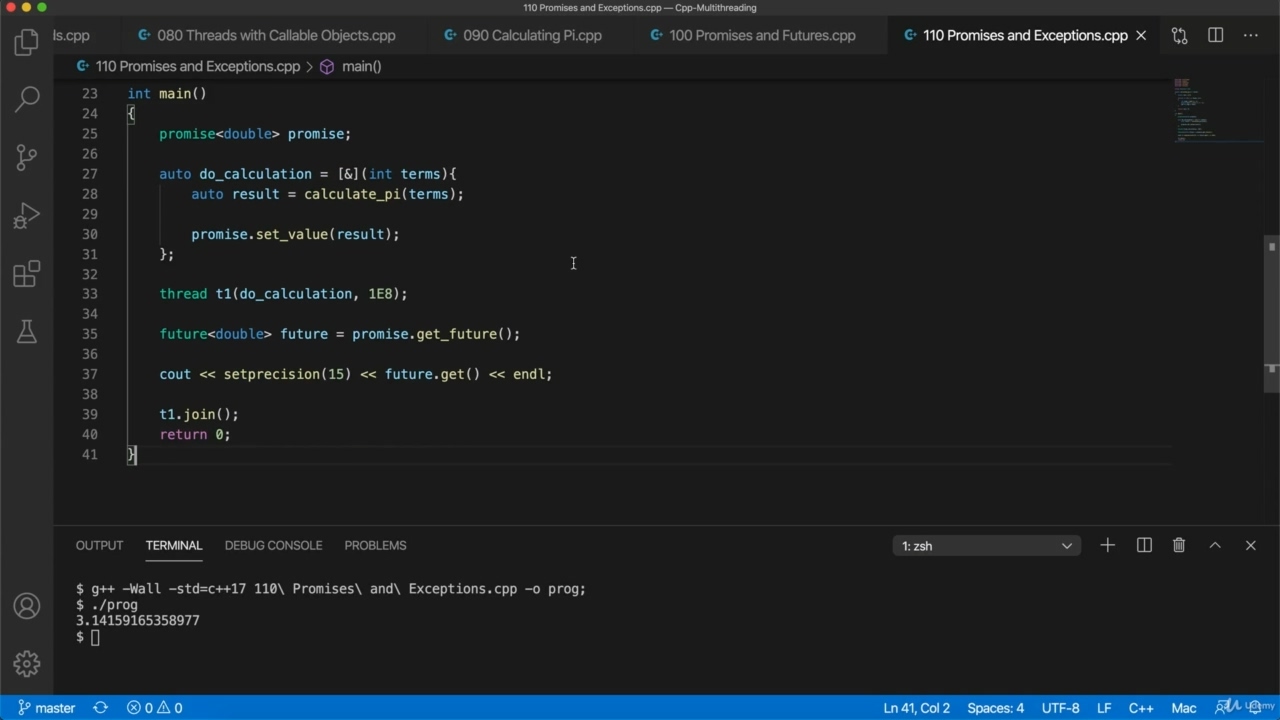 110 Promises and Exceptions.cpp — Cpp-Multithreading
ls.cpp 080 Threads with Callable Objects.cpp 090 Calculating Pi.cpp 100 Promises and Futures.cpp 110 Promises and Exceptions.cpp
110 Promises and Exceptions.cpp > main()
23 int main()
24 {
25 promise<double> promise;
26
27 auto do_calculation = [&](int terms){
28 auto result = calculate_pi(terms);
29
30 promise.set_value(result);
31 };
32
33 thread t1(do_calculation, 1E8);
34
35 future<double> future = promise.get_future();
36
37 cout << setprecision(15) << future.get() << endl;
38
39 t1.join();
40 return 0;
41 }
OUTPUT TERMINAL DEBUG CONSOLE PROBLEMS 1: zsh
$ g++ -Wall -std=c++17 110\ Promises\ and\ Exceptions.cpp -o prog;
$ ./prog
3.14159165358977
$
master 0 0 Ln 41, Col 2 Spaces: 4 UTF-8 LF C++ Mac Udemy